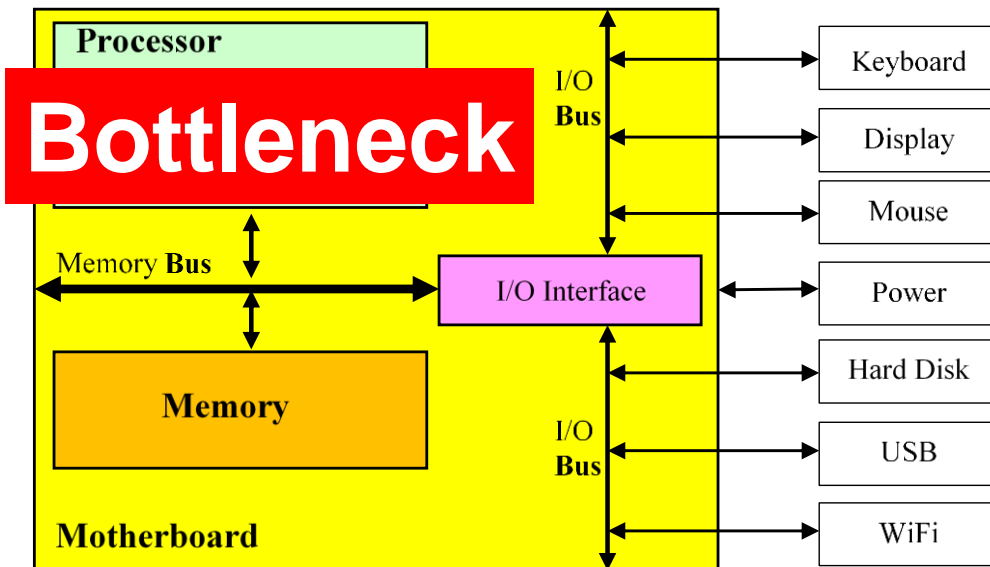 Processor
Bottleneck
I/O
Bus
Keyboard
Display
Mouse
Memory Bus
I/O Interface
Power
Memory
Hard Disk
I/O
Bus
USB
WiFi
Motherboard